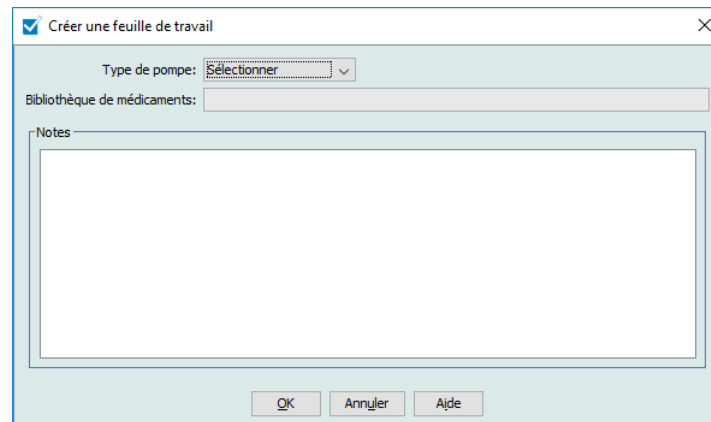 Créer une feuille de travail
Type de pompe: Sélectionner
Bibliothèque de médicaments:
Notes
OK Annuler Aide